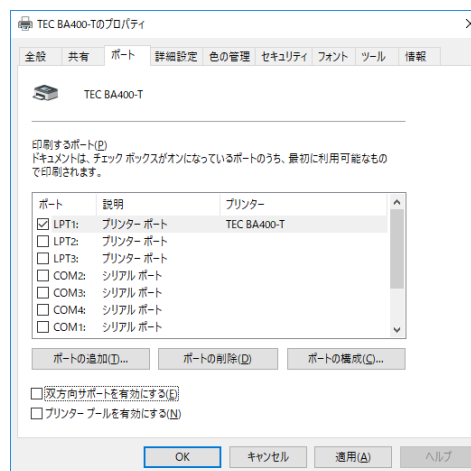 TEC BA400-Tのプロパティ
全般 共有 ポート 詳細設定 色の管理 セキュリティ フォント ツール 情報
TEC BA400-T
印刷するポート(P)
ドキュメントは、チェック ボックスがオンになっているポートのうち、最初に利用可能なもの
で印刷されます。
ポート 説明 プリンター
LPT1: プリンター ポート TEC BA400-T
LPT2: プリンター ポート
LPT3: プリンター ポート
COM2: シリアル ポート
COM3: シリアル ポート
COM4: シリアル ポート
COM1: シリアル ポート
ポートの追加(T)... ポートの削除(D) ポートの構成(C)...
双方向サポートを有効にする(E)
プリンター プールを有効にする(N)
OK キャンセル 適用(A) ヘルプ